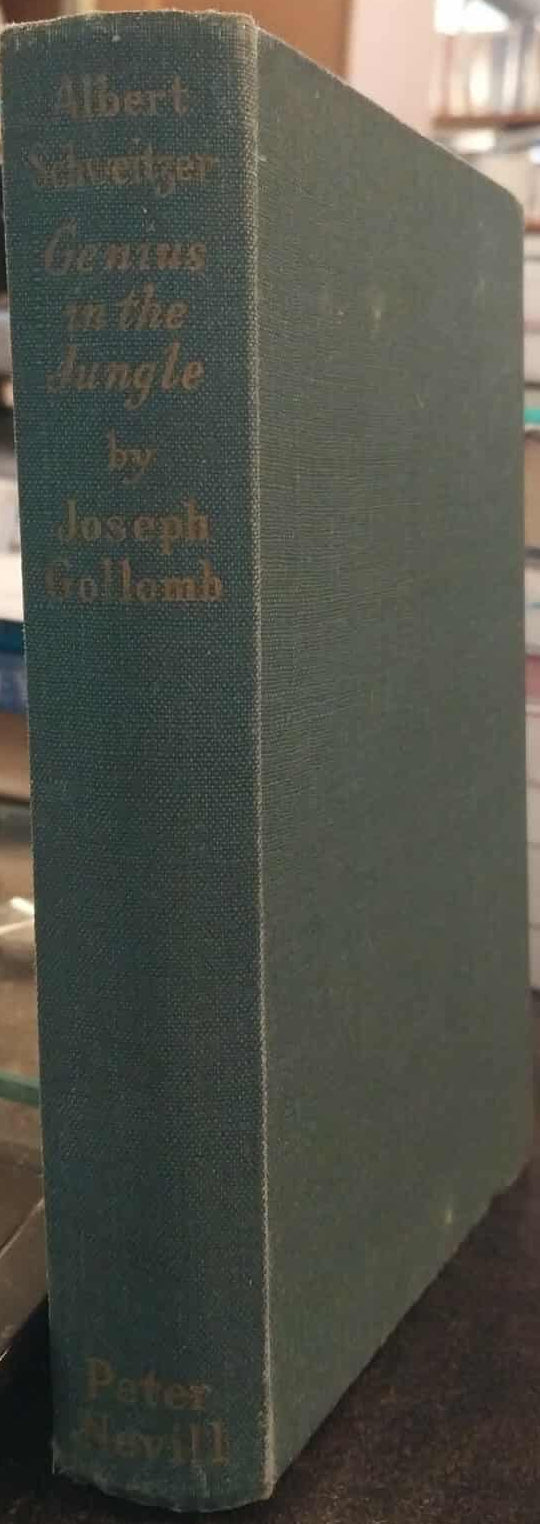 Albert
Schweitzer
Genius
in the
Jungle
by
Joseph
Gollomb
Peter
Nevill